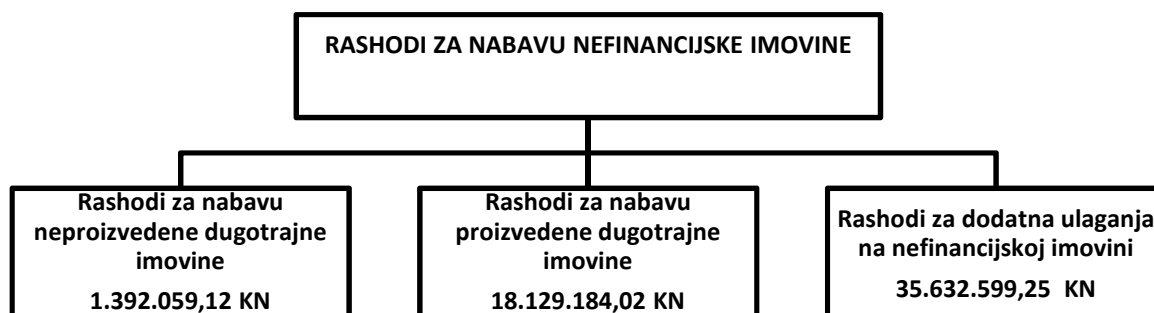 RASHODI ZA NABAVU NEFINANCIJSKE IMOVINE
Rashodi za nabavu
neproizvedene dugotrajne
imovine
1.392.059,12 KN
Rashodi za nabavu
proizvedene dugotrajne
imovine
18.129.184,02 KN
Rashodi za dodatna ulaganja
na nefinancijskoj imovini
35.632.599,25 KN